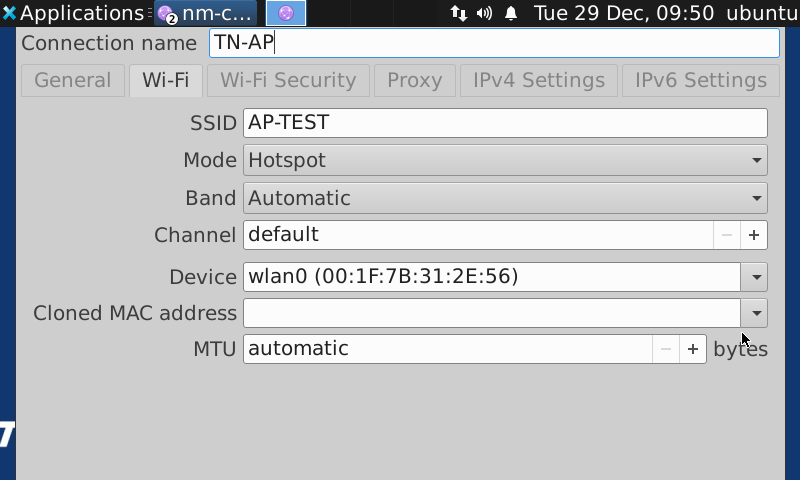 Applications 2 nm-c... Tue 29 Dec, 09:50 ubuntu
Connection name TN-AP
General Wi-Fi Wi-Fi Security Proxy IPv4 Settings IPv6 Settings
SSID AP-TEST
Mode Hotspot
Band Automatic
Channel default − +
Device wlan0 (00:1F:7B:31:2E:56)
Cloned MAC address
MTU automatic − + bytes